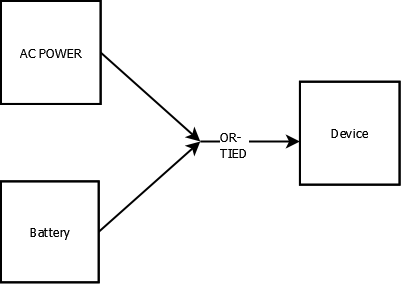 AC POWER
OR-
TIED
Device
Battery